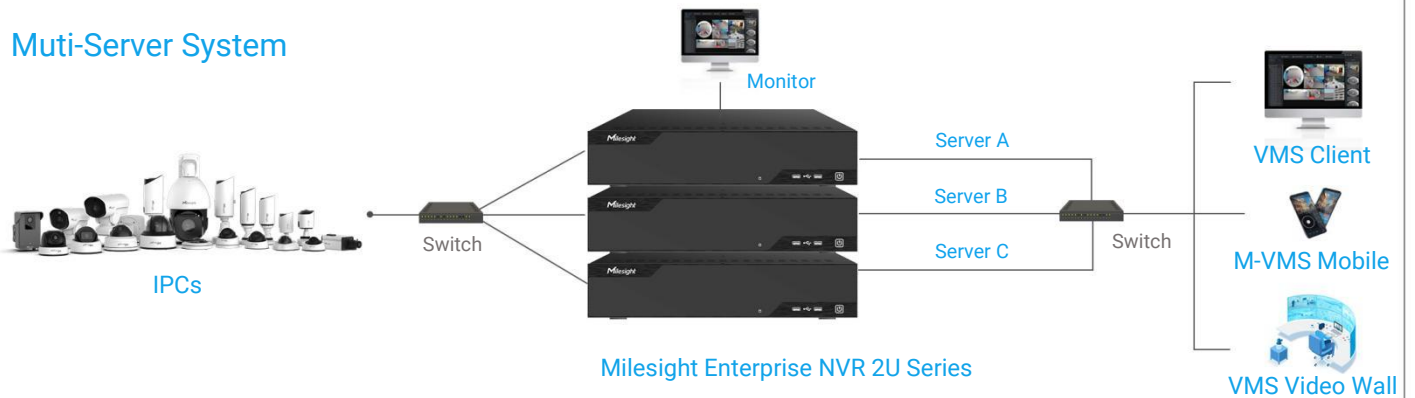 Muti-Server System
Monitor
Milesight
Server A
VMS Client
Milesight
Server B
Switch
Switch
Server C
M-VMS Mobile
Milesight
IPCs
Milesight Enterprise NVR 2U Series
VMS Video Wall